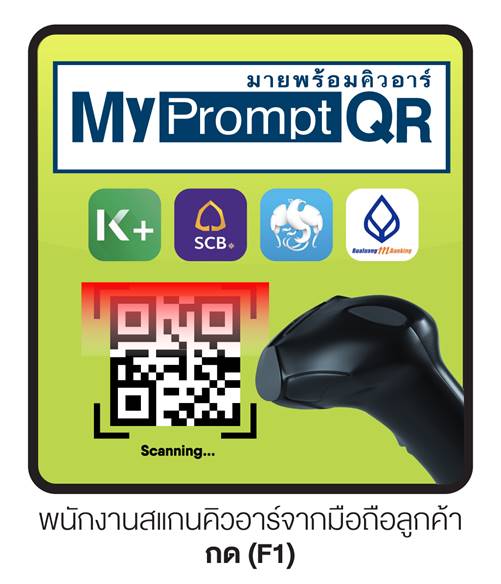 มายพร้อมคิวอาร์
MyPromptQR
K+
SCB
Bualuang mBanking
Scanning...
พนักงานสแกนคิวอาร์จากมือถือลูกค้า
กด (F1)